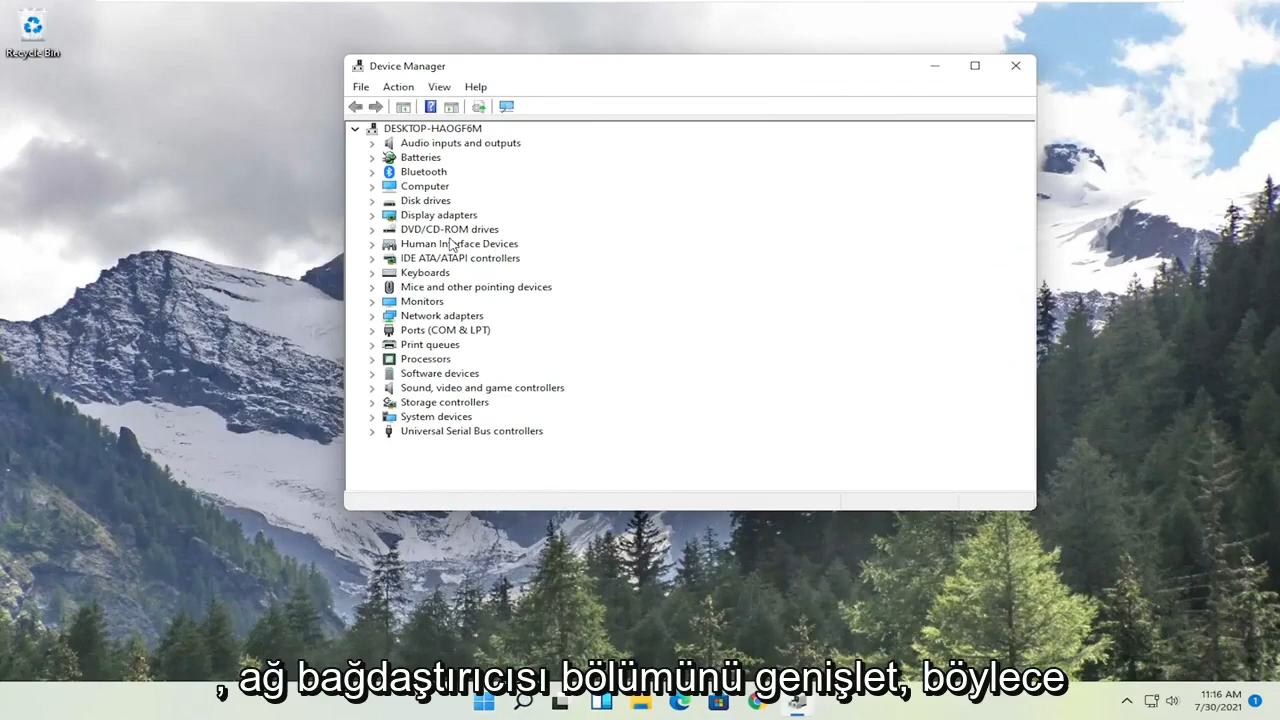 Recycle Bin
Device Manager
File Action View Help
DESKTOP-HAOGF6M
Audio inputs and outputs
Batteries
Bluetooth
Computer
Disk drives
Display adapters
DVD/CD-ROM drives
Human Interface Devices
IDE ATA/ATAPI controllers
Keyboards
Mice and other pointing devices
Monitors
Network adapters
Ports (COM & LPT)
Print queues
Processors
Software devices
Sound, video and game controllers
Storage controllers
System devices
Universal Serial Bus controllers
, ağ bağdaştırıcısı bölümünü genişlet, böylece
11:16 AM
7/30/2021
1